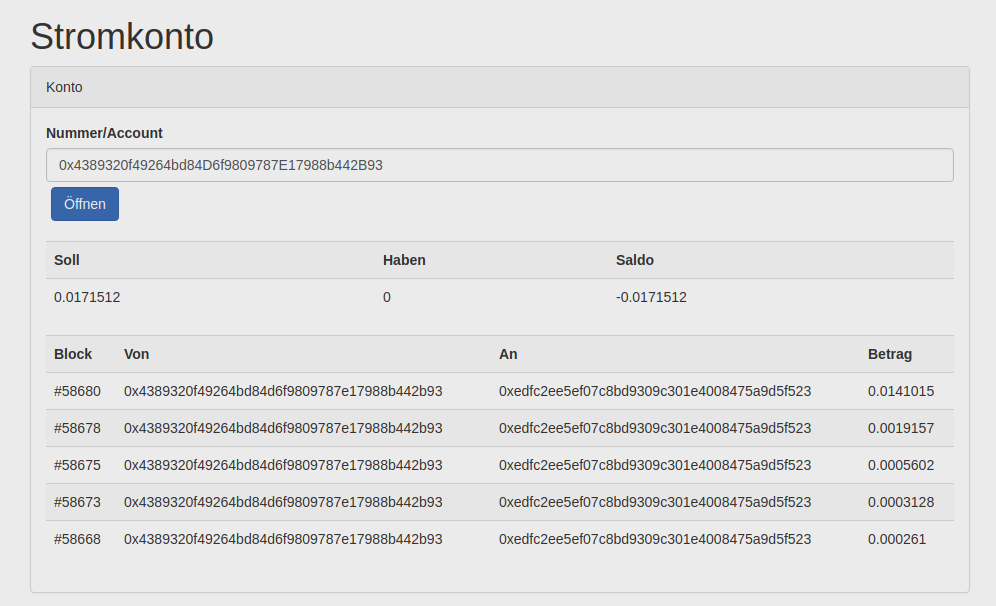 Stromkonto
Konto
Nummer/Account
0x4389320f49264bd84D6f9809787E17988b442B93
Öffnen
Soll Haben Saldo
0.0171512 0 -0.0171512
Block Von An Betrag
#58680 0x4389320f49264bd84d6f9809787e17988b442b93 0xedfc2ee5ef07c8bd9309c301e4008475a9d5f523 0.0141015
#58678 0x4389320f49264bd84d6f9809787e17988b442b93 0xedfc2ee5ef07c8bd9309c301e4008475a9d5f523 0.0019157
#58675 0x4389320f49264bd84d6f9809787e17988b442b93 0xedfc2ee5ef07c8bd9309c301e4008475a9d5f523 0.0005602
#58673 0x4389320f49264bd84d6f9809787e17988b442b93 0xedfc2ee5ef07c8bd9309c301e4008475a9d5f523 0.0003128
#58668 0x4389320f49264bd84d6f9809787e17988b442b93 0xedfc2ee5ef07c8bd9309c301e4008475a9d5f523 0.000261